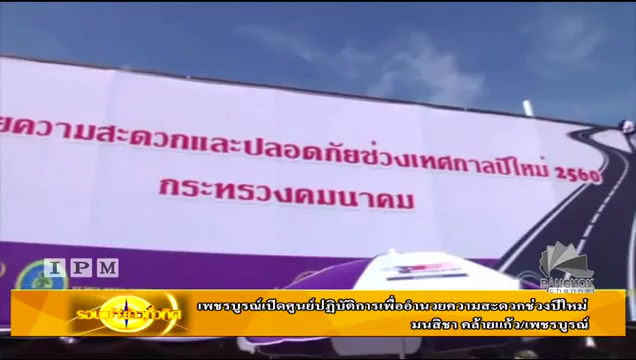 ยความสะดวกและปลอดภัยช่วงเทศกาลปีใหม่ 2560
กระทรวงคมนาคม
IPM
BANGKOK
channel
รอบข่าวทั่วทิศ
เพชรบูรณ์เปิดศูนย์ปฏิบัติการเพื่ออำนวยความสะดวกช่วงปีใหม่
มนสิชา คล้ายแก้ว/เพชรบูรณ์